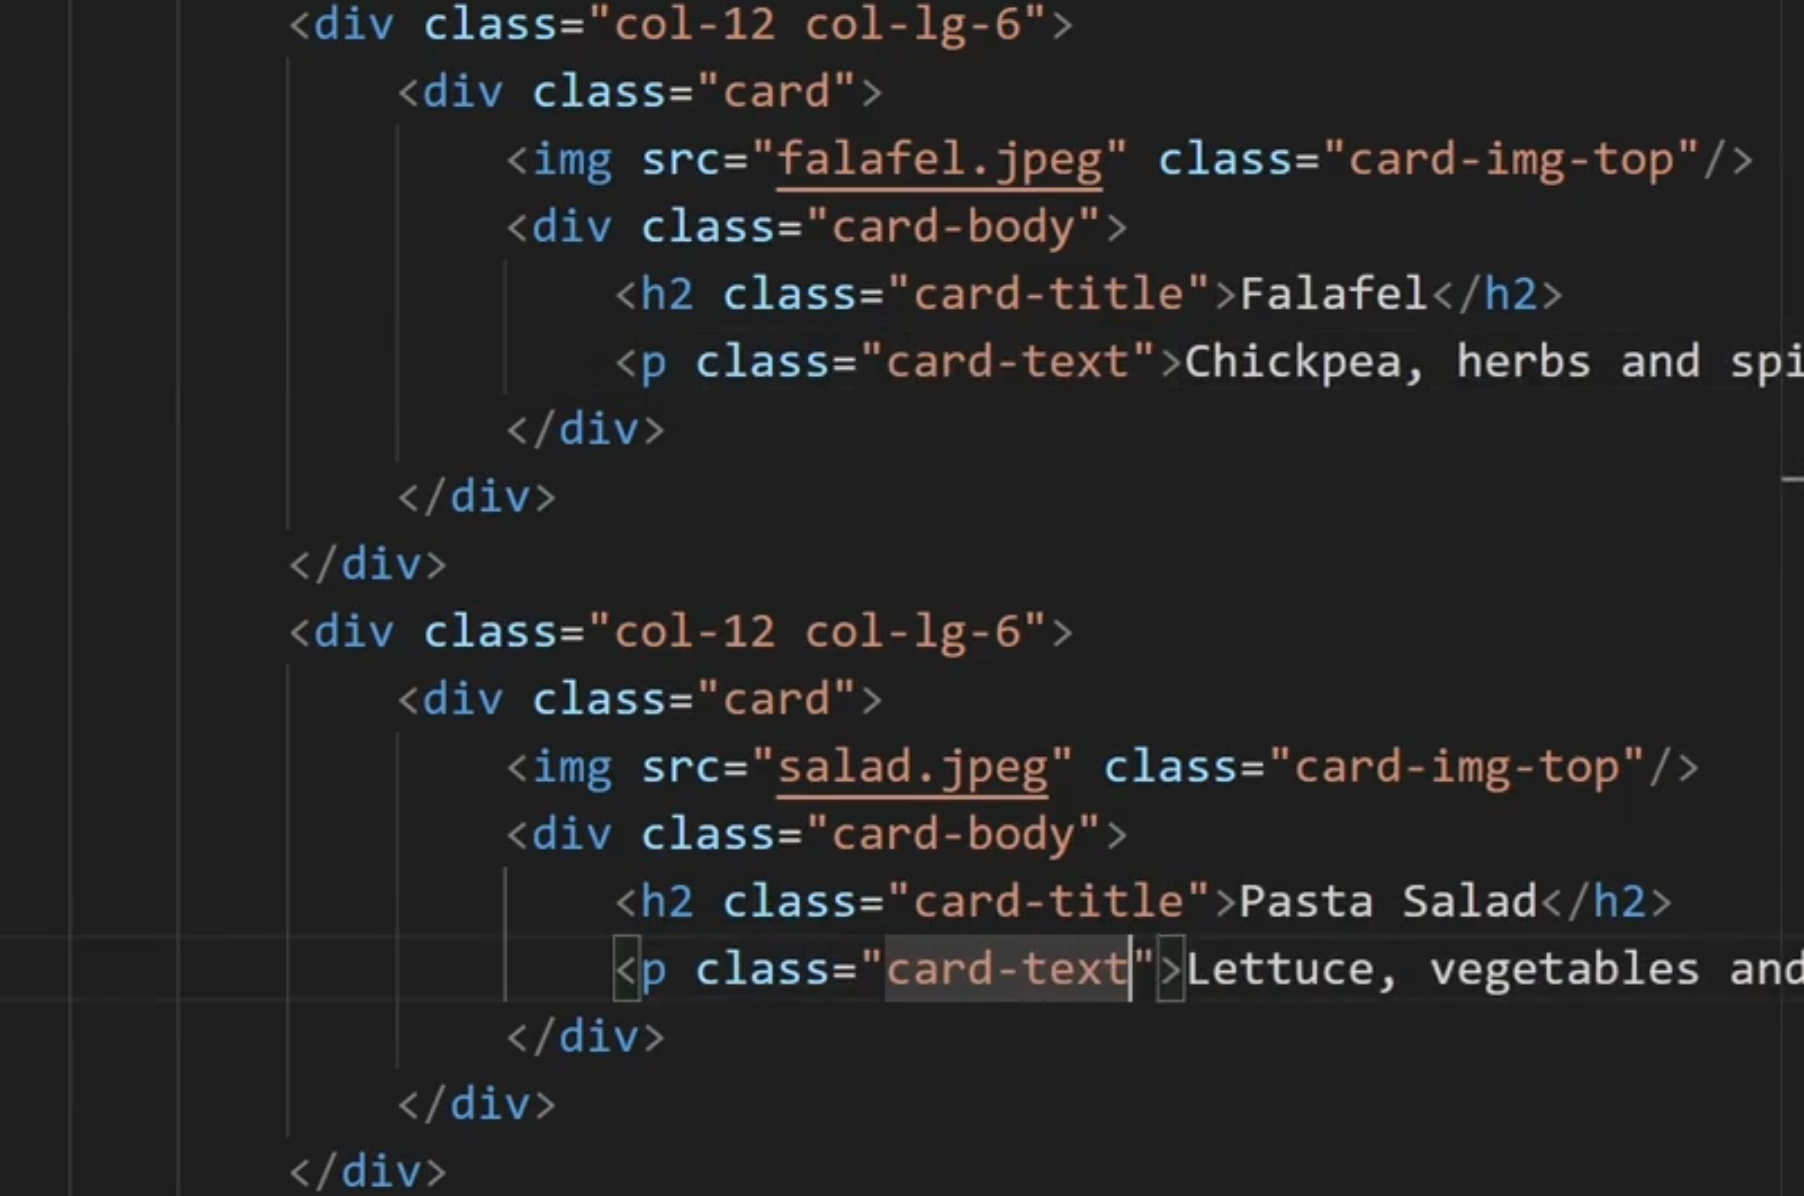 <div class="col-12 col-lg-6">
<div class="card">
<img src="falafel.jpeg" class="card-img-top"/>
<div class="card-body">
<h2 class="card-title">Falafel</h2>
<p class="card-text">Chickpea, herbs and spi
</div>
</div>
</div>
<div class="col-12 col-lg-6">
<div class="card">
<img src="salad.jpeg" class="card-img-top"/>
<div class="card-body">
<h2 class="card-title">Pasta Salad</h2>
<p class="card-text">Lettuce, vegetables and
</div>
</div>
</div>